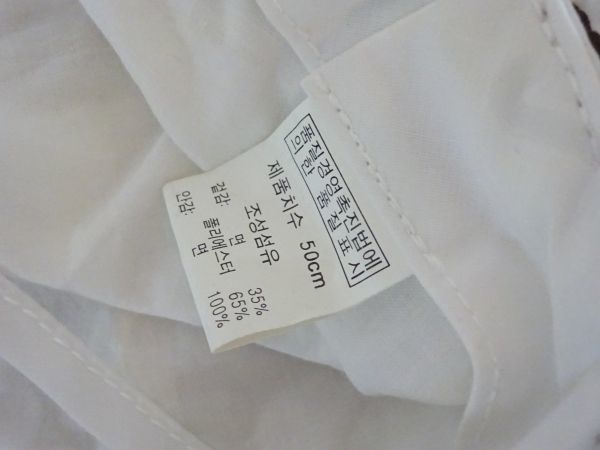 품질경영촉진법에
의한 품질표시
제품치수 50cm
조성섬유
겉감: 면 35%
폴리에스터 65%
안감: 면 100%